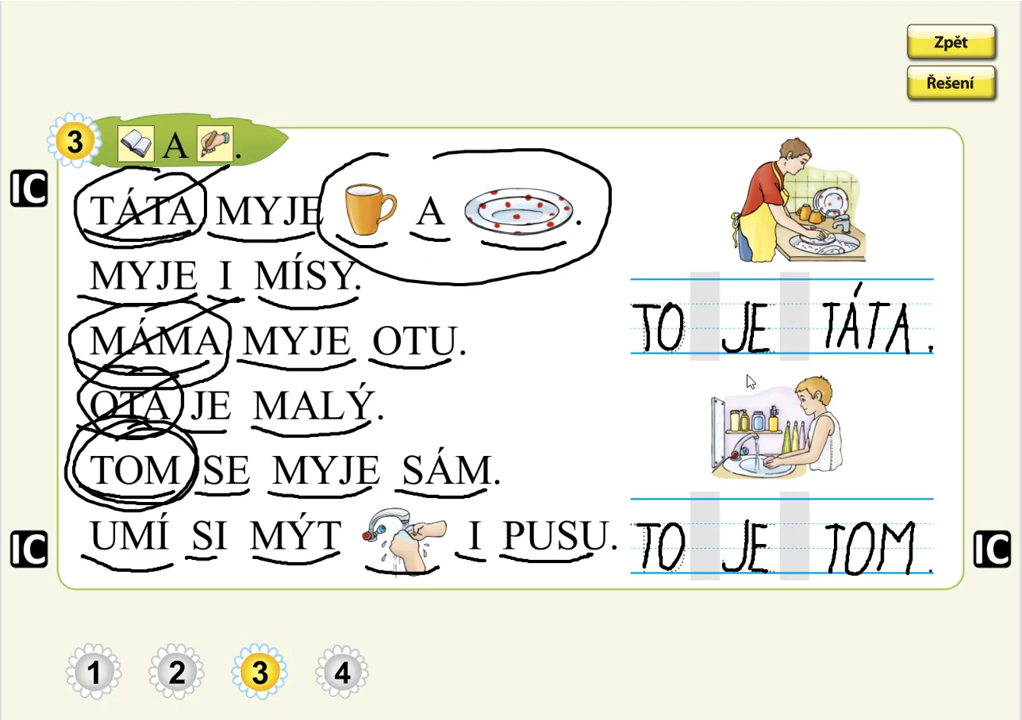 Zpět
Řešení
3 A .
IC
TÁTA MYJE A .
MYJE I MÍSY.
MÁMA MYJE OTU.
OTA JE MALÝ.
TOM SE MYJE SÁM.
UMÍ SI MÝT I PUSU.
IC
TO JE TÁTA.
TO JE TOM.
IC
1 2 3 4